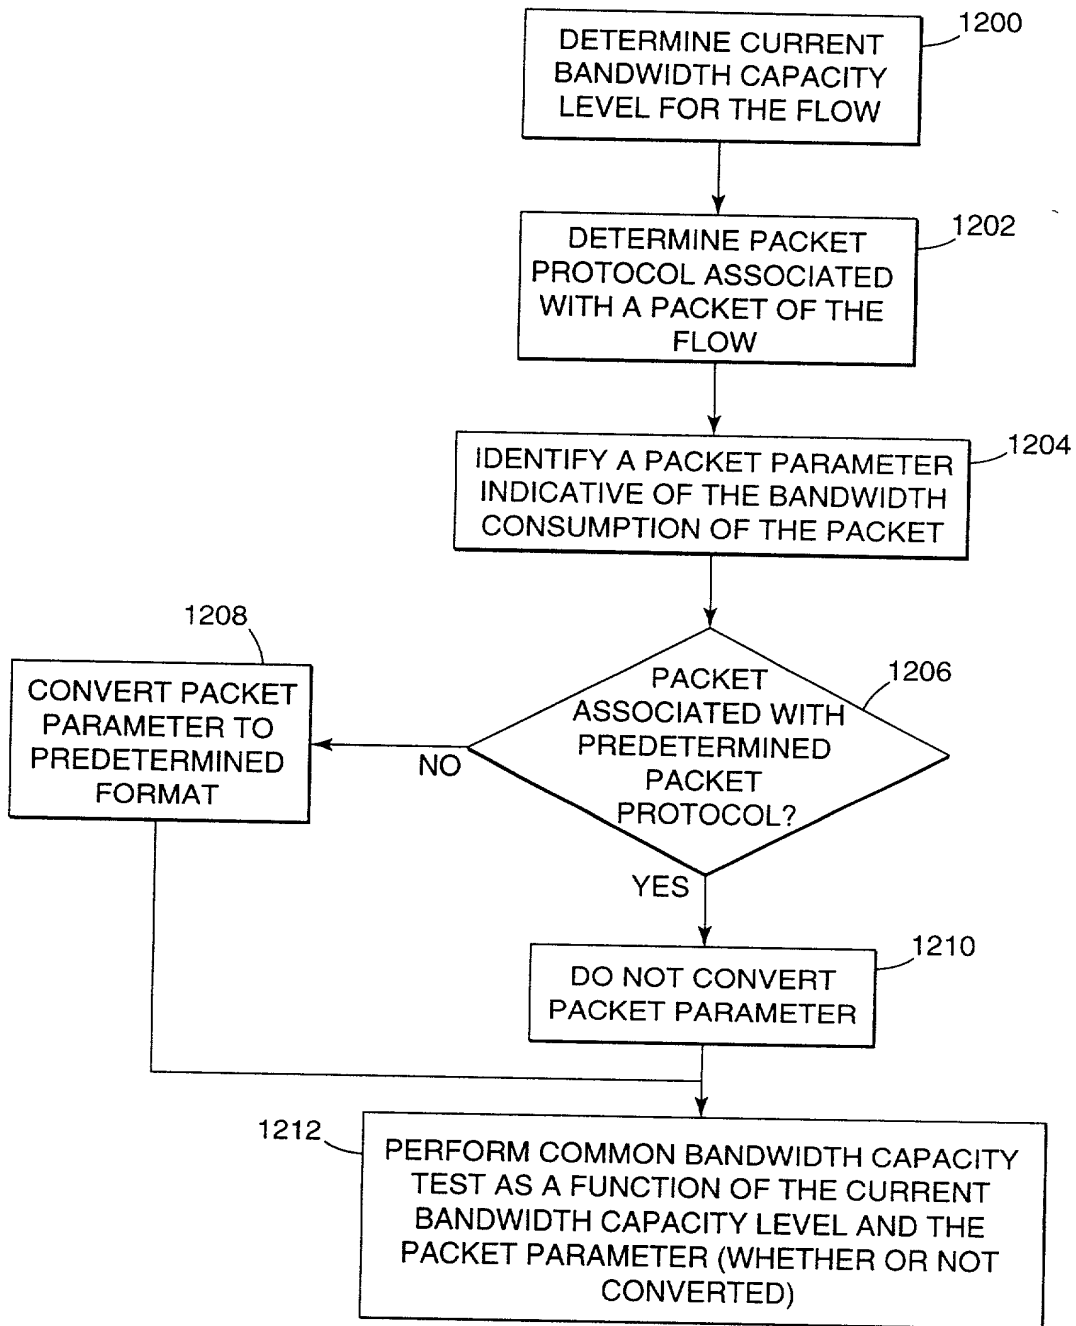 1200
DETERMINE CURRENT
BANDWIDTH CAPACITY
LEVEL FOR THE FLOW
1202
DETERMINE PACKET
PROTOCOL ASSOCIATED
WITH A PACKET OF THE
FLOW
1204
IDENTIFY A PACKET PARAMETER
INDICATIVE OF THE BANDWIDTH
CONSUMPTION OF THE PACKET
1206
PACKET
ASSOCIATED WITH
PREDETERMINED
PACKET
PROTOCOL?
NO
1208
CONVERT PACKET
PARAMETER TO
PREDETERMINED
FORMAT
YES
1210
DO NOT CONVERT
PACKET PARAMETER
1212
PERFORM COMMON BANDWIDTH CAPACITY
TEST AS A FUNCTION OF THE CURRENT
BANDWIDTH CAPACITY LEVEL AND THE
PACKET PARAMETER (WHETHER OR NOT
CONVERTED)